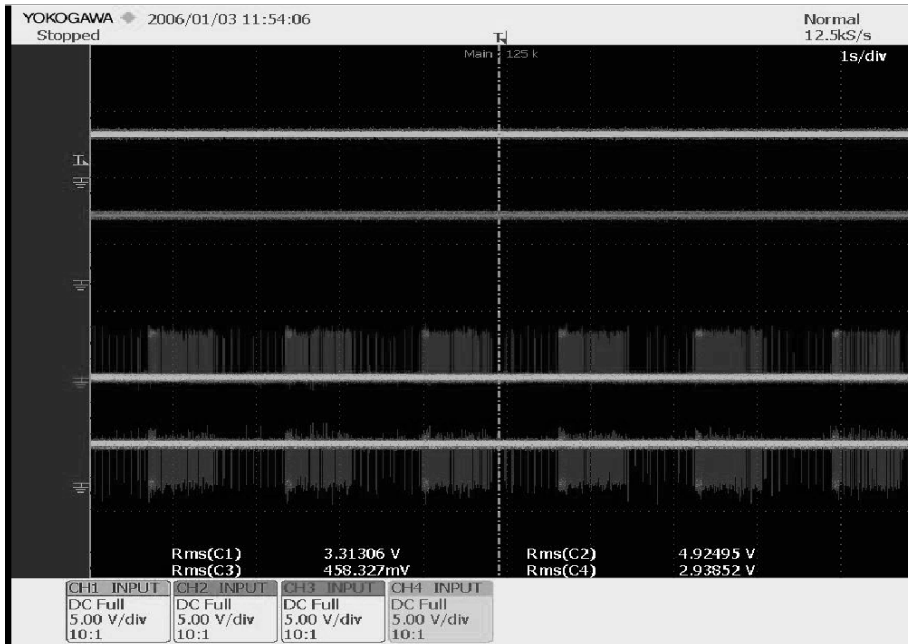 YOKOGAWA 2006/01/03 11:54:06 Normal
Stopped 12.5kS/s
Main : 125 k 1s/div
Rms(C1) 3.31306 V Rms(C2) 4.92495 V
Rms(C3) 458.327mV Rms(C4) 2.93852 V
CH1 INPUT CH2 INPUT CH3 INPUT CH4 INPUT
DC Full DC Full DC Full DC Full
5.00 V/div 5.00 V/div 5.00 V/div 5.00 V/div
10:1 10:1 10:1 10:1